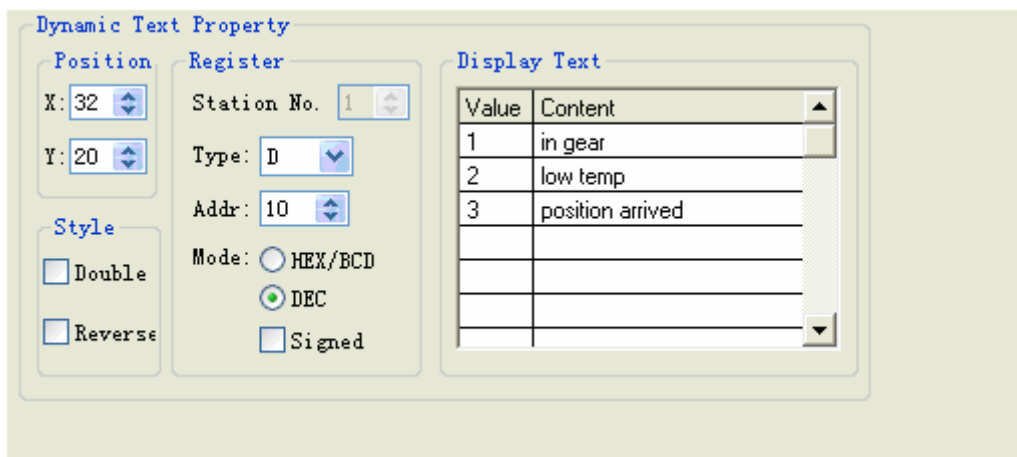 Dynamic Text Property
Position
X: 32
Y: 20
Style
Double
Reverse
Register
Station No. 1
Type: D
Addr: 10
Mode: HEX/BCD
DEC
Signed
Display Text
Value Content
1 in gear
2 low temp
3 position arrived